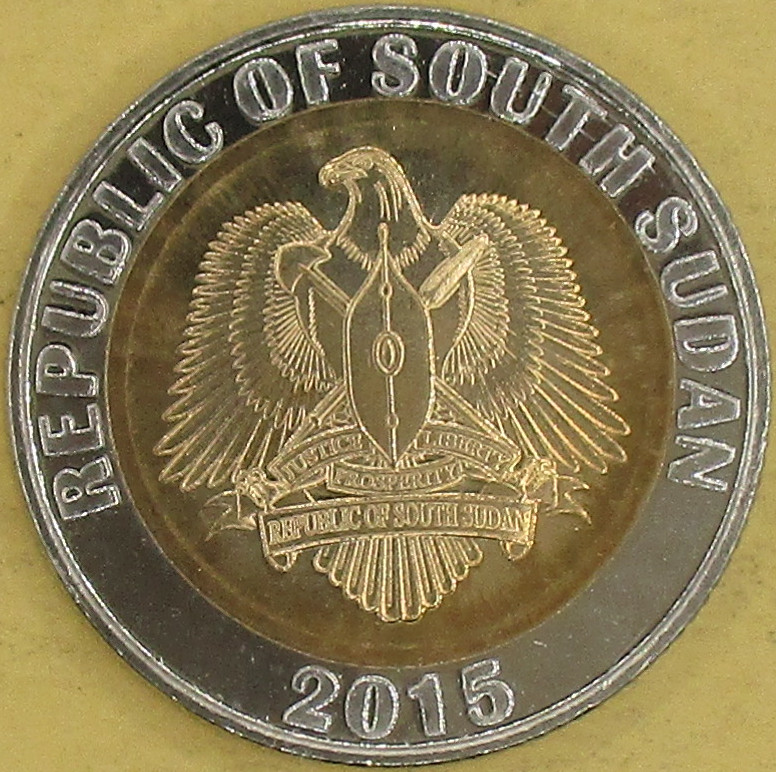 REPUBLIC OF SOUTH SUDAN
JUSTICE LIBERTY
PROSPERITY
REPUBLIC OF SOUTH SUDAN
2015